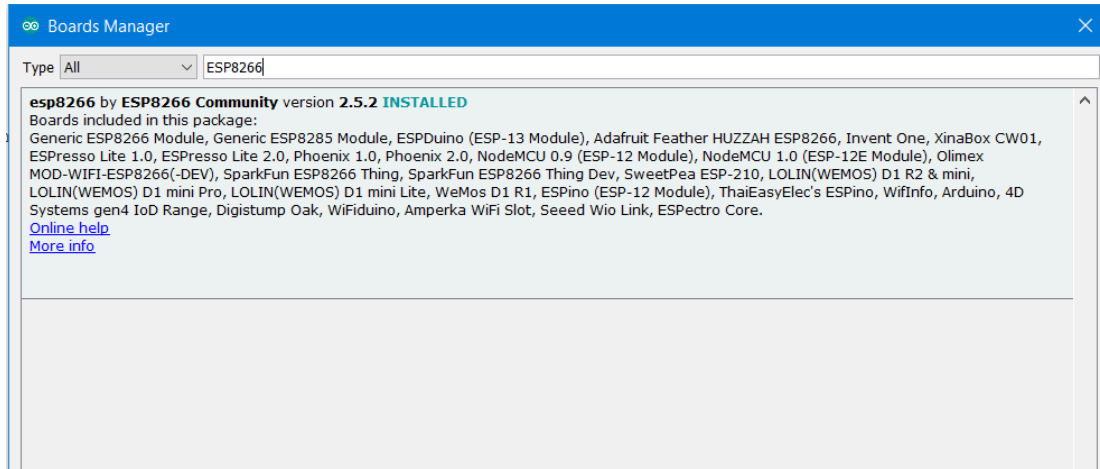 Boards Manager
Type All ESP8266
esp8266 by ESP8266 Community version 2.5.2 INSTALLED
Boards included in this package:
Generic ESP8266 Module, Generic ESP8285 Module, ESPDuino (ESP-13 Module), Adafruit Feather HUZZAH ESP8266, Invent One, XinaBox CW01,
ESPresso Lite 1.0, ESPresso Lite 2.0, Phoenix 1.0, Phoenix 2.0, NodeMCU 0.9 (ESP-12 Module), NodeMCU 1.0 (ESP-12E Module), Olimex
MOD-WIFI-ESP8266(-DEV), SparkFun ESP8266 Thing, SparkFun ESP8266 Thing Dev, SweetPea ESP-210, LOLIN(WEMOS) D1 R2 & mini,
LOLIN(WEMOS) D1 mini Pro, LOLIN(WEMOS) D1 mini Lite, WeMos D1 R1, ESPino (ESP-12 Module), ThaiEasyElec's ESPino, WifInfo, Arduino, 4D
Systems gen4 IoD Range, Digistump Oak, WiFiduino, Amperka WiFi Slot, Seeed Wio Link, ESPectro Core.
Online help
More info